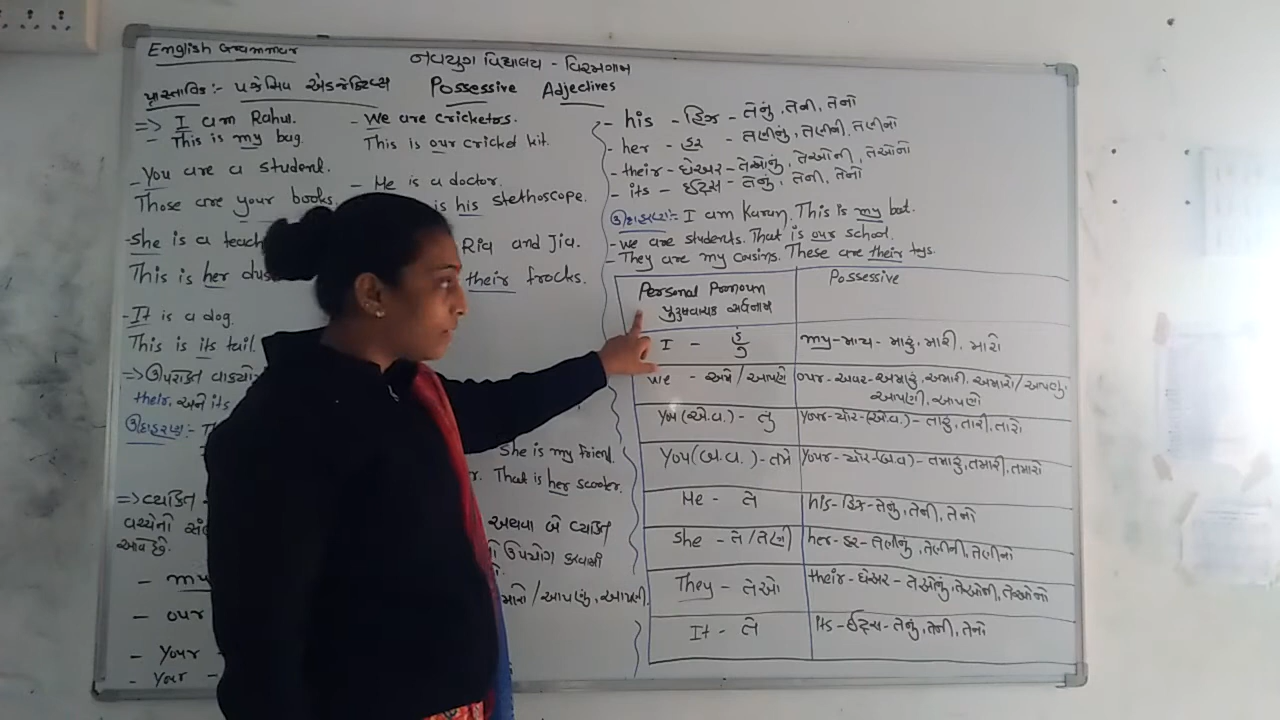 English Grammar
નવયુગ વિદ્યાલય - વિરમગામ
પ્રાસ્તાવિક :- પઝેસિવ એડજેક્ટિવ્સ Possessive Adjectives
=> I am Rahul.
- This is my bag.
- You are a student.
Those are your books.
- She is a teach
This is her dus
- It is a dog.
This is its tail.
=> ઉપરોક્ત વાક્યો
their, અને its
ઉદાહરણ :-
=> વ્યક્તિ
વચ્ચેનો સં
આવે છે.
- my
- our
- your
- your
- We are cricketers.
This is our cricked kit.
- He is a doctor.
is his stethoscope.
Ria and Jia.
their frocks.
She is my friend.
r. That is her scooter.
અથવા બે વ્યક્તિ
ઉપયોગ કરવામાં
મારો / આપણું, આપણી,
- his - હિઝ - તેનું, તેની, તેનો
- her - હર - તેણીનું, તેણીની, તેણીનો
- their - ધેઅર - તેઓનું, તેઓની, તેઓનો
- its - ઈટ્સ - તેનું, તેની, તેનો
ઉદાહરણ :- I am Karan. This is my bat.
- We are students. That is our school.
- They are my cousins. These are their toys.
Personal Pronoun Possessive
પુરુષવાચક સર્વનામ
I - હું my - માય - મારું, મારી, મારો
We - અમે / આપણે our - અવર - અમારું, અમારી, અમારો / આપણું,
આપણી, આપણો
You (એ.વ.) - તું your - યોર - (એ.વ.) - તારું, તારી, તારો
You (બ.વ.) - તમે your - યોર - (બ.વ) - તમારું, તમારી, તમારો
He - તે his - હિઝ - તેનું, તેની, તેનો
She - તે / તેણી her - હર - તેણીનું, તેણીની, તેણીનો
They - તેઓ their - ધેઅર - તેઓનું, તેઓની, તેઓનો
It - તે Its - ઈટ્સ - તેનું, તેની, તેનો